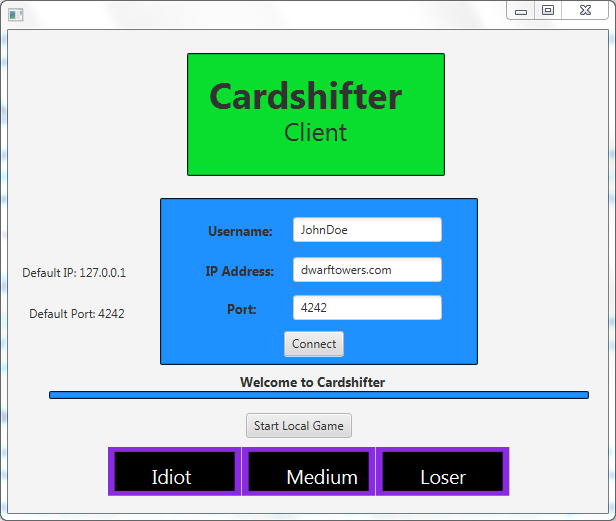 Cardshifter
Client
Username: JohnDoe
IP Address: dwarftowers.com
Default IP: 127.0.0.1
Port: 4242
Default Port: 4242
Connect
Welcome to Cardshifter
Start Local Game
Idiot Medium Loser